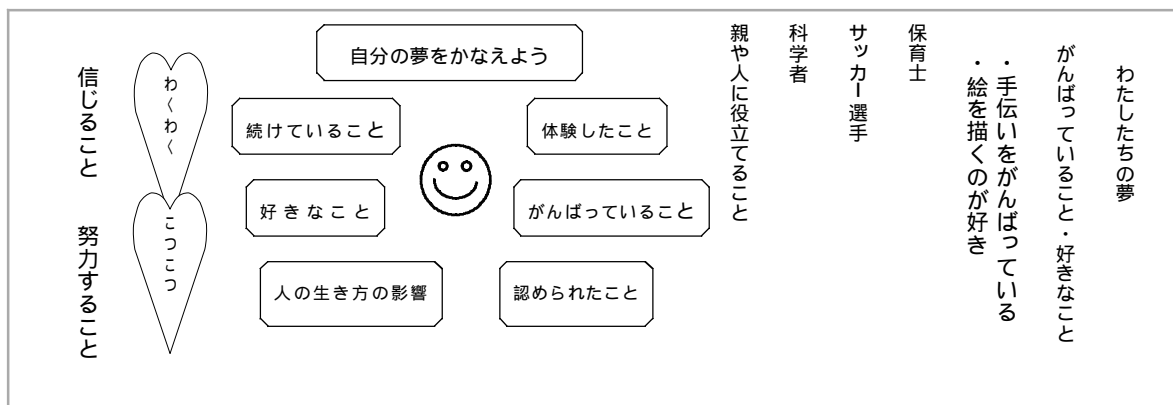 わたしたちの夢
がんばっていること・好きなこと
・手伝いをがんばっている
・絵を描くのが好き
保育士
サッカー選手
科学者
親や人に役立てること
自分の夢をかなえよう
体験したこと
がんばっていること
認められたこと
続けていること
好きなこと
人の生き方の影響
わくわく
こつこつ
信じること　努力すること